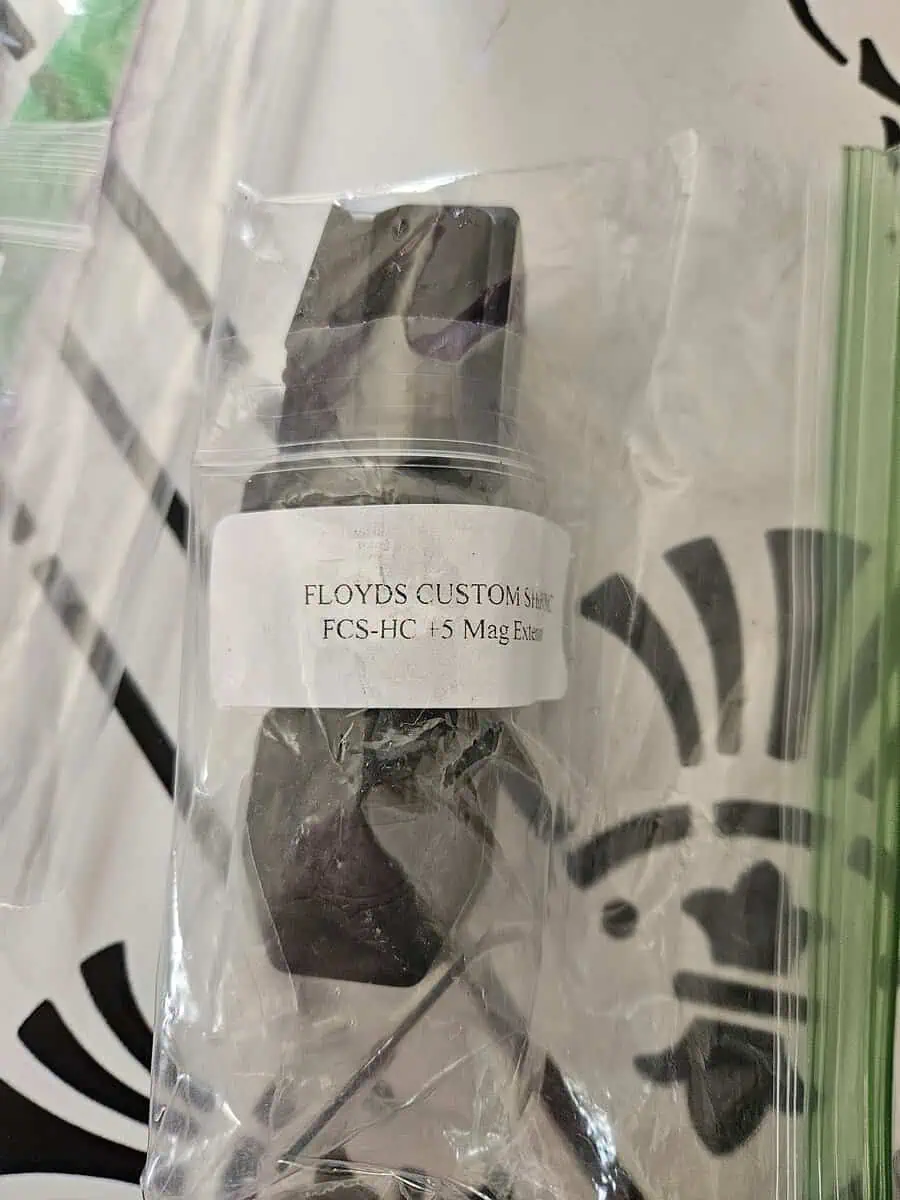 FLOYDS CUSTOM
FCS-HC +5 Mag